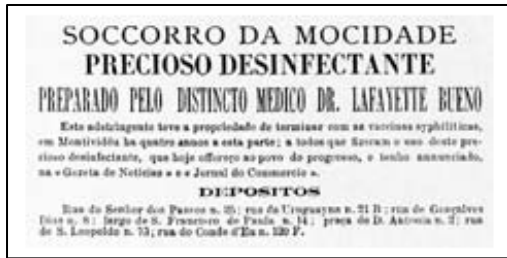 SOCCORRO DA MOCIDADE
PRECIOSO DESINFECTANTE
PREPARADO PELO DISTINCTO MEDICO DR. LAFAYETTE BUENO
Este adstringente teve a propriedade de terminar com as vaccinas syphiliticas,
em Montividéu ha quatro annos a esta parte; a todos que fizeram o uso deste pre-
cioso desinfectante, que hoje offereço ao povo do progresso, e tenho annunciado,
na «Gazeta de Noticias» e «Jornal do Commercio».
DEPOSITOS
Rua do Senhor dos Passos n. 25; rua da Uruguayana n. 21 B; rua de Gonçalves
Dias n. 8; largo de S. Francisco de Paula n. 14; praça de D. Antonia n. 2; rua
de S. Leopoldo n. 73; rua do Conde d'Eu n. 120 F.